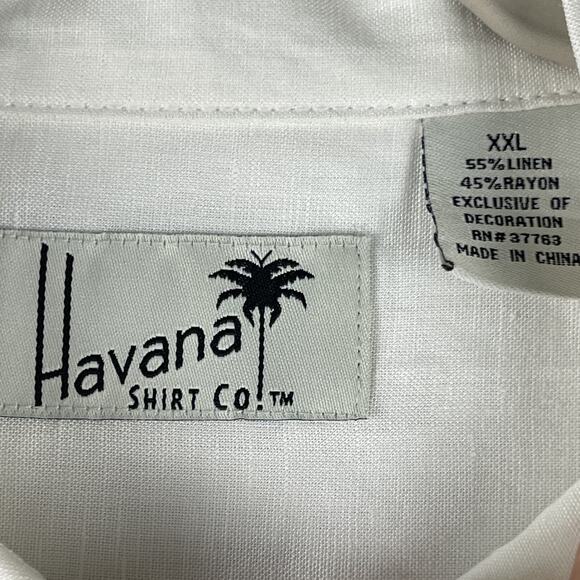 Havana
SHIRT CO.™
XXL
55% LINEN
45% RAYON
EXCLUSIVE OF
DECORATION
RN# 37763
MADE IN CHINA